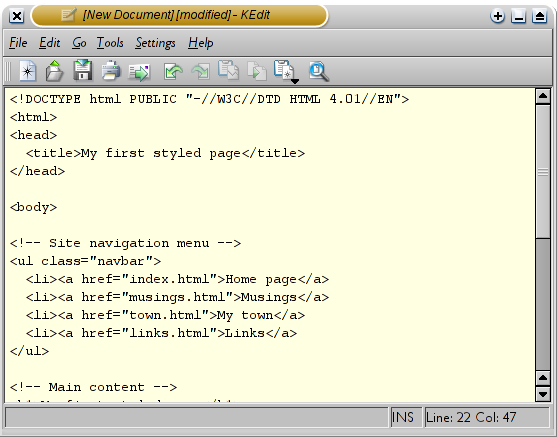 [New Document] [modified] - KEdit
File Edit Go Tools Settings Help
<!DOCTYPE html PUBLIC "-//W3C//DTD HTML 4.01//EN">
<html>
<head>
  <title>My first styled page</title>
</head>

<body>

<!-- Site navigation menu -->
<ul class="navbar">
  <li><a href="index.html">Home page</a>
  <li><a href="musings.html">Musings</a>
  <li><a href="town.html">My town</a>
  <li><a href="links.html">Links</a>
</ul>

<!-- Main content -->
INS Line: 22 Col: 47